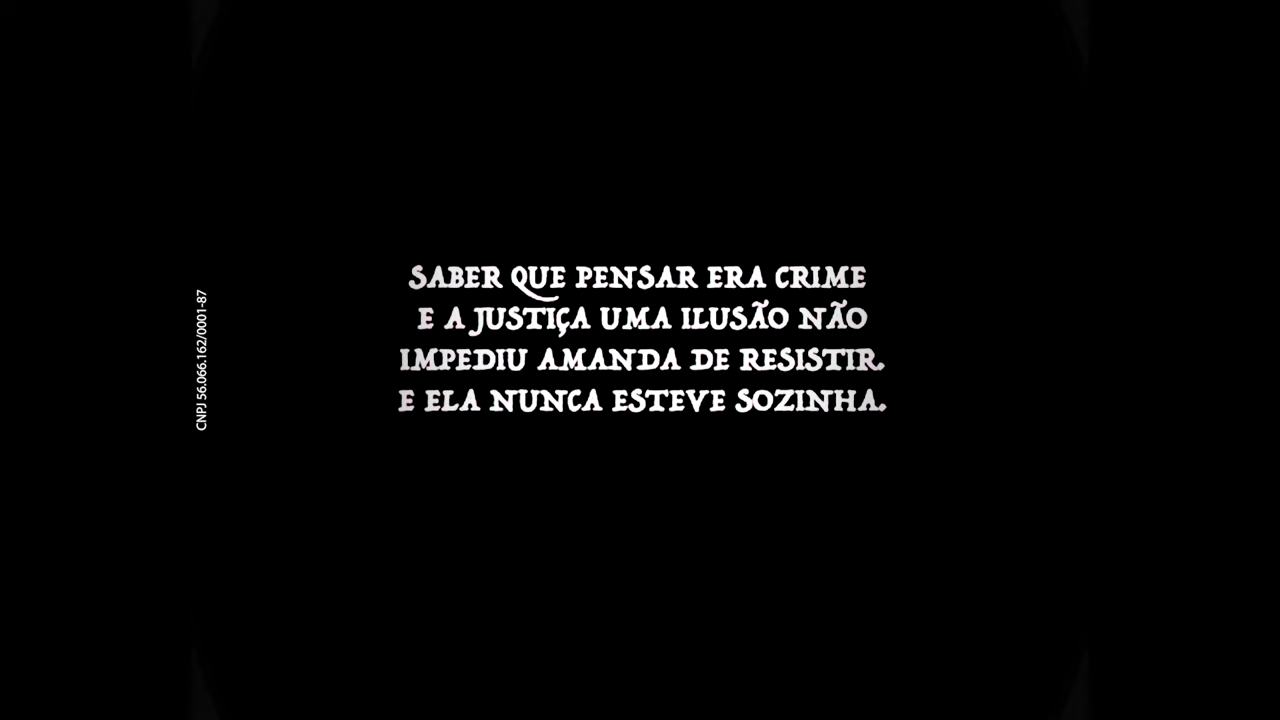 SABER QUE PENSAR ERA CRIME
E A JUSTIÇA UMA ILUSÃO NÃO
IMPEDIU AMANDA DE RESISTIR.
E ELA NUNCA ESTEVE SOZINHA.
CNPJ 56.066.162/0001-87